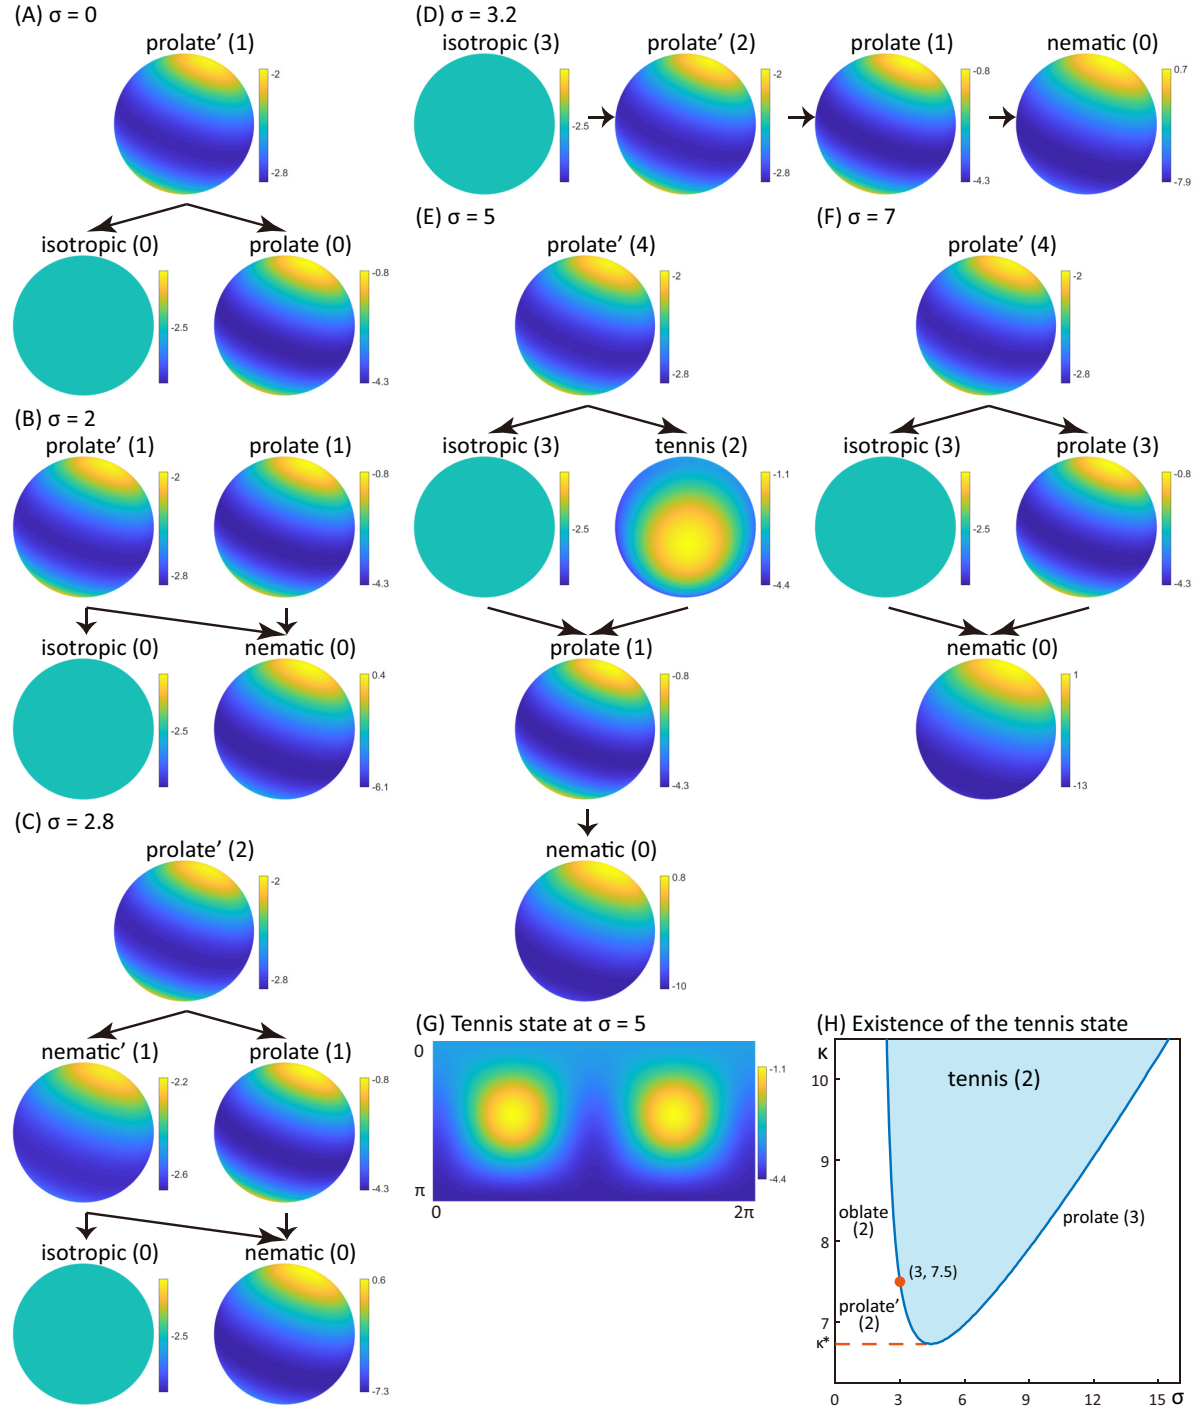 (A) σ = 0
prolate’ (1)
-2
-2.8
isotropic (0)
-2.5
prolate (0)
-0.8
-4.3
(B) σ = 2
prolate’ (1)
-2
-2.8
prolate (1)
-0.8
-4.3
isotropic (0)
-2.5
nematic (0)
0.4
-6.1
(C) σ = 2.8
prolate’ (2)
-2
-2.8
nematic’ (1)
-2.2
-2.6
prolate (1)
-0.8
-4.3
isotropic (0)
-2.5
nematic (0)
0.6
-7.3
(D) σ = 3.2
isotropic (3)
-2.5
prolate’ (2)
-2
-2.8
prolate (1)
-0.8
-4.3
nematic (0)
0.7
-7.9
(E) σ = 5
prolate’ (4)
-2
-2.8
isotropic (3)
-2.5
tennis (2)
-1.1
-4.4
prolate (1)
-0.8
-4.3
nematic (0)
0.8
-10
(F) σ = 7
prolate’ (4)
-2
-2.8
isotropic (3)
-2.5
prolate (3)
-0.8
-4.3
nematic (0)
1
-13
(G) Tennis state at σ = 5
0
π
0
2π
-1.1
-4.4
(H) Existence of the tennis state
κ
10
9
8
7
κ*
tennis (2)
oblate
(2)
prolate (3)
(3, 7.5)
prolate’
(2)
0
3
6
9
12
15
σ